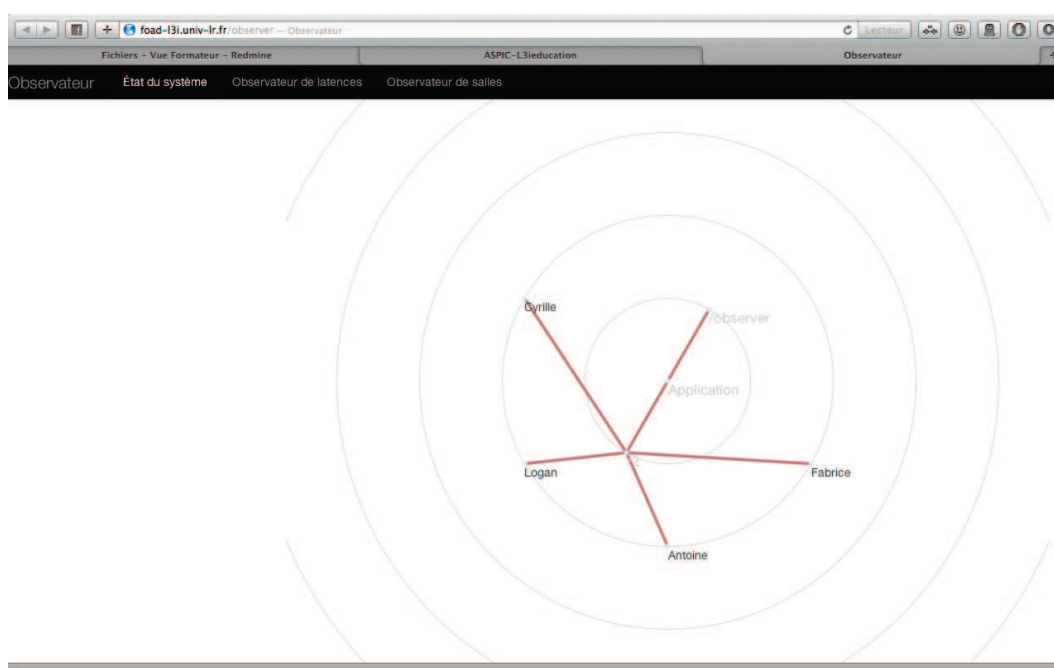 foad-l3i.univ-lr.fr/observer — Observateur
Lecteur
Fichiers – Vue Formateur – Redmine
ASPIC-L3ieducation
Observateur
Observateur État du système Observateur de latences Observateur de salles
Cyrille
/observer
Application
2
Logan
Fabrice
Antoine